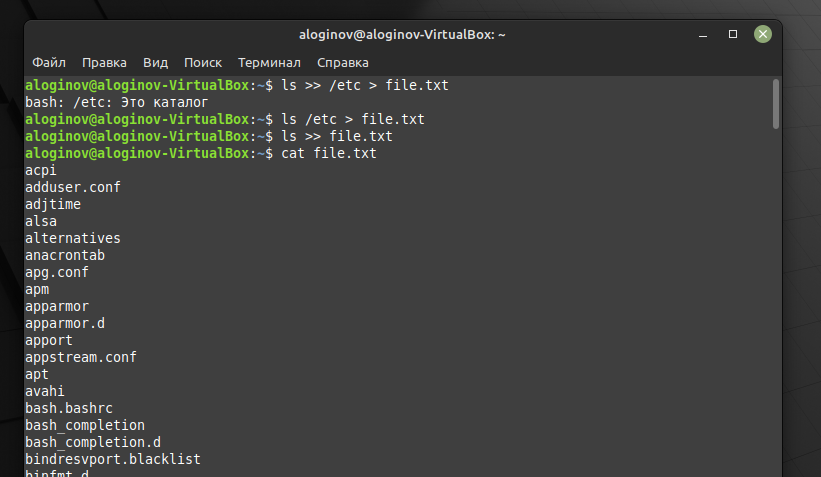 aloginov@aloginov-VirtualBox: ~
Файл Правка Вид Поиск Терминал Справка
aloginov@aloginov-VirtualBox:~$ ls >> /etc > file.txt
bash: /etc: Это каталог
aloginov@aloginov-VirtualBox:~$ ls /etc > file.txt
aloginov@aloginov-VirtualBox:~$ ls >> file.txt
aloginov@aloginov-VirtualBox:~$ cat file.txt
acpi
adduser.conf
adjtime
alsa
alternatives
anacrontab
apg.conf
apm
apparmor
apparmor.d
apport
appstream.conf
apt
avahi
bash.bashrc
bash_completion
bash_completion.d
bindresvport.blacklist
binfmt.d